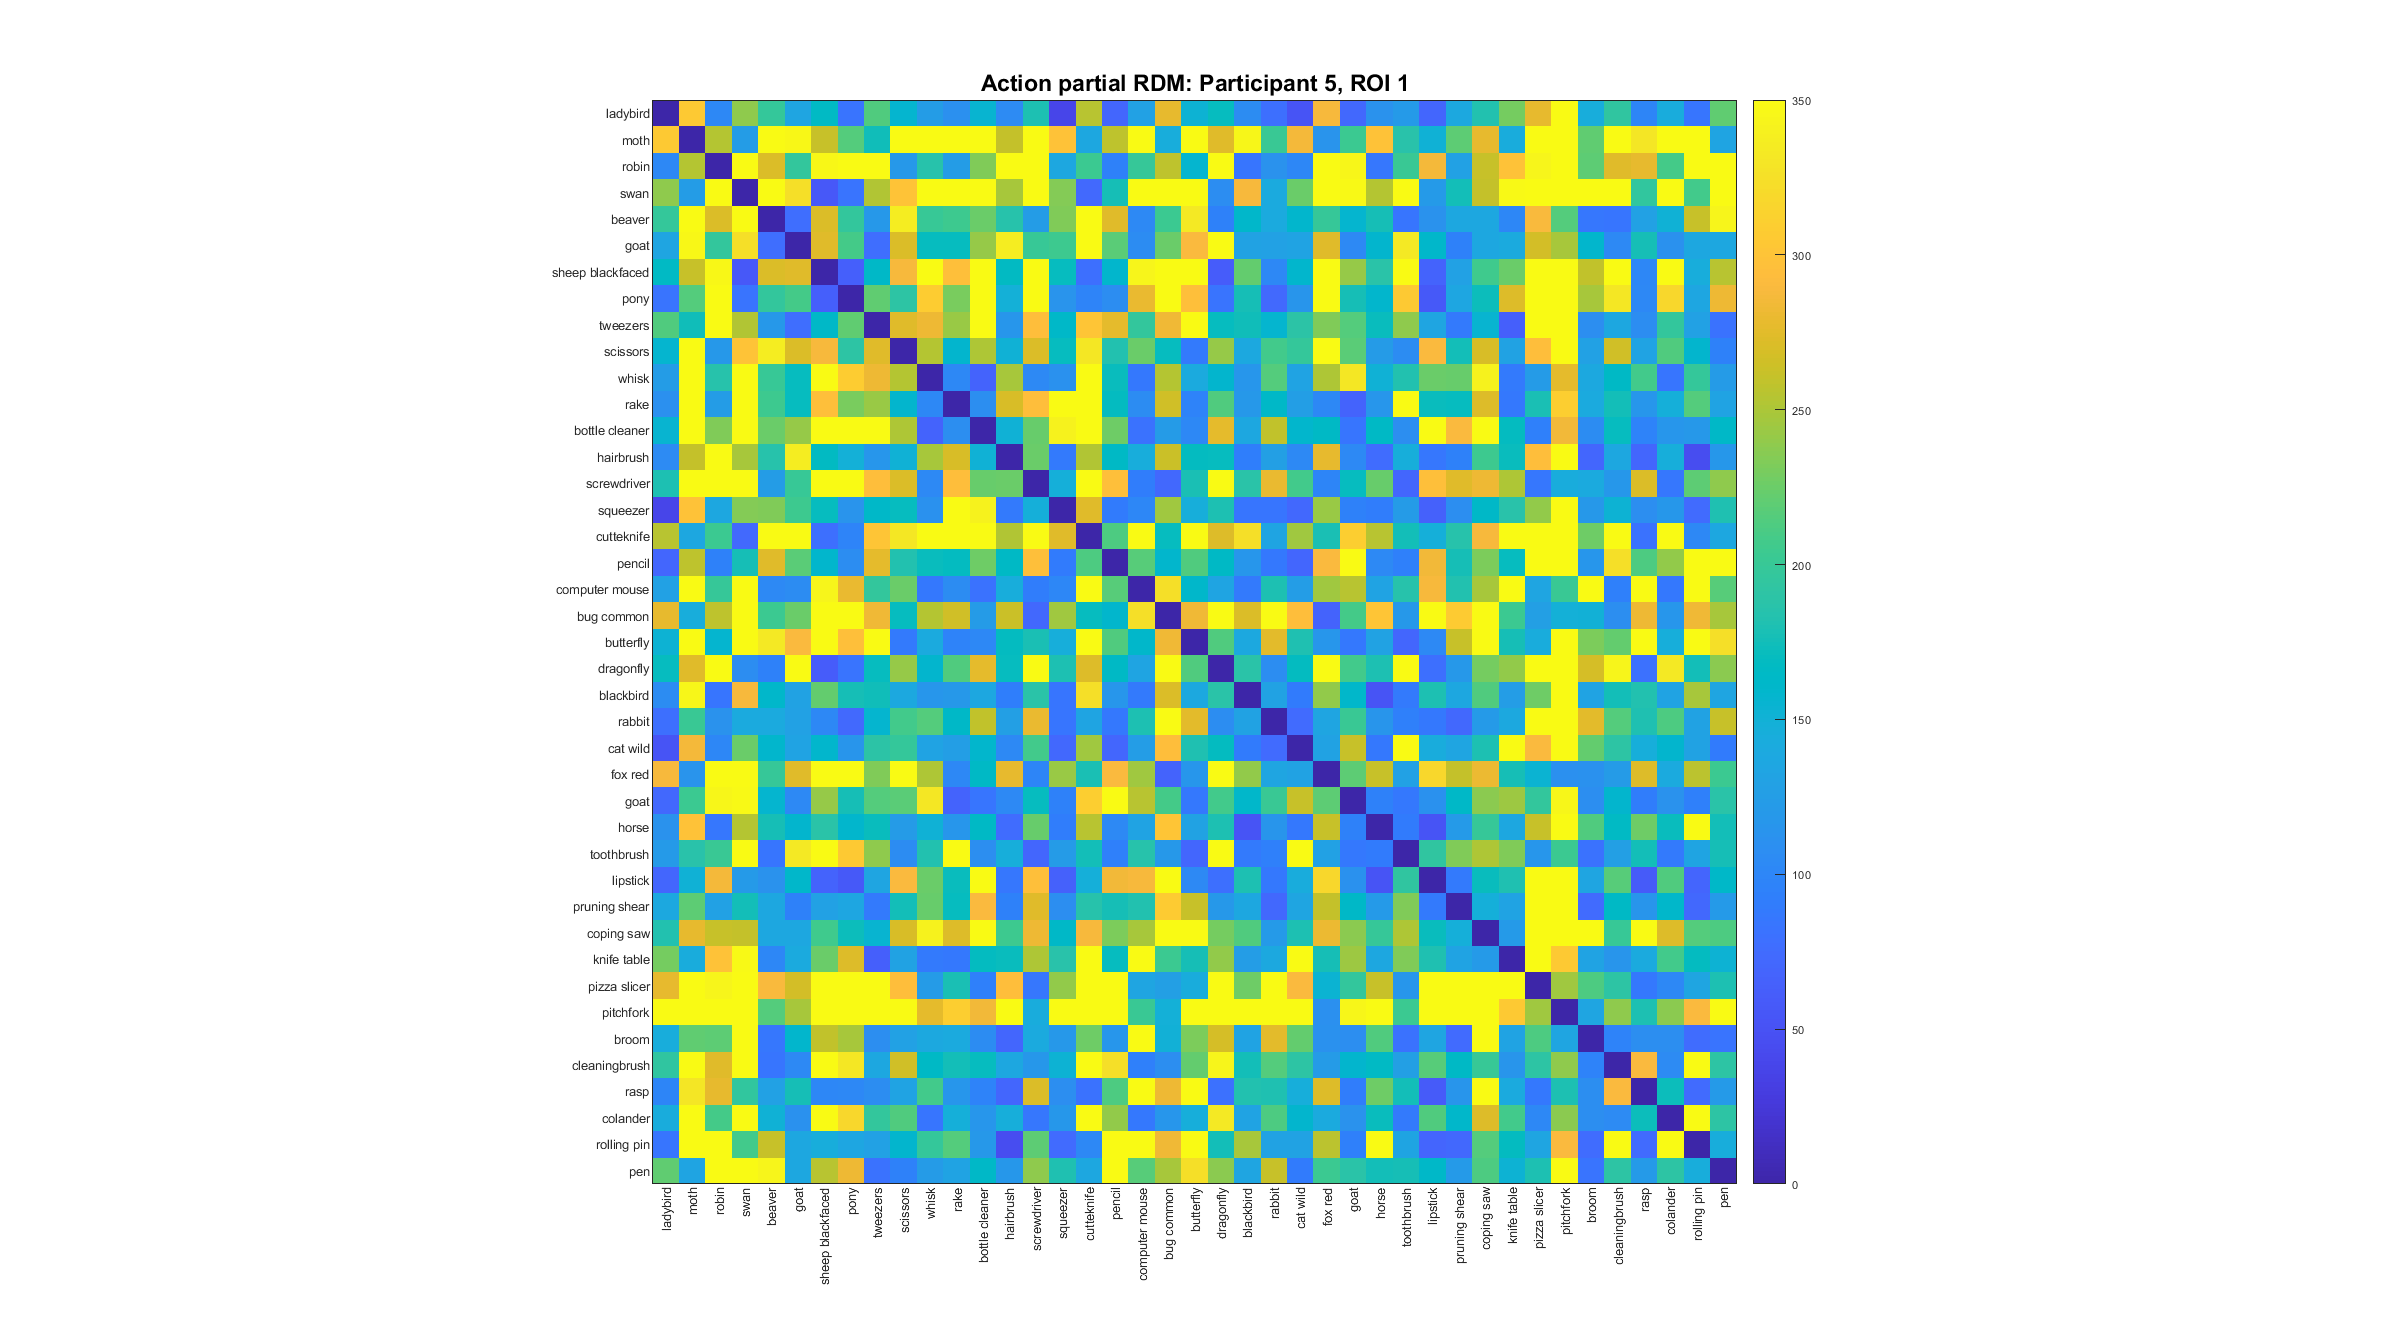 Action partial RDM: Participant 5, ROI 1
ladybird
moth
robin
swan
beaver
goat
sheep blackfaced
pony
tweezers
scissors
whisk
rake
bottle cleaner
hairbrush
screwdriver
squeezer
cutteknife
pencil
computer mouse
bug common
butterfly
dragonfly
blackbird
rabbit
cat wild
fox red
goat
horse
toothbrush
lipstick
pruning shear
coping saw
knife table
pizza slicer
pitchfork
broom
cleaningbrush
rasp
colander
rolling pin
pen
350
300
250
200
150
100
50
0
ladybird
moth
robin
swan
beaver
goat
sheep blackfaced
pony
tweezers
scissors
whisk
rake
bottle cleaner
hairbrush
screwdriver
squeezer
cutteknife
pencil
computer mouse
bug common
butterfly
dragonfly
blackbird
rabbit
cat wild
fox red
goat
horse
toothbrush
lipstick
pruning shear
coping saw
knife table
pizza slicer
pitchfork
broom
cleaningbrush
rasp
colander
rolling pin
pen